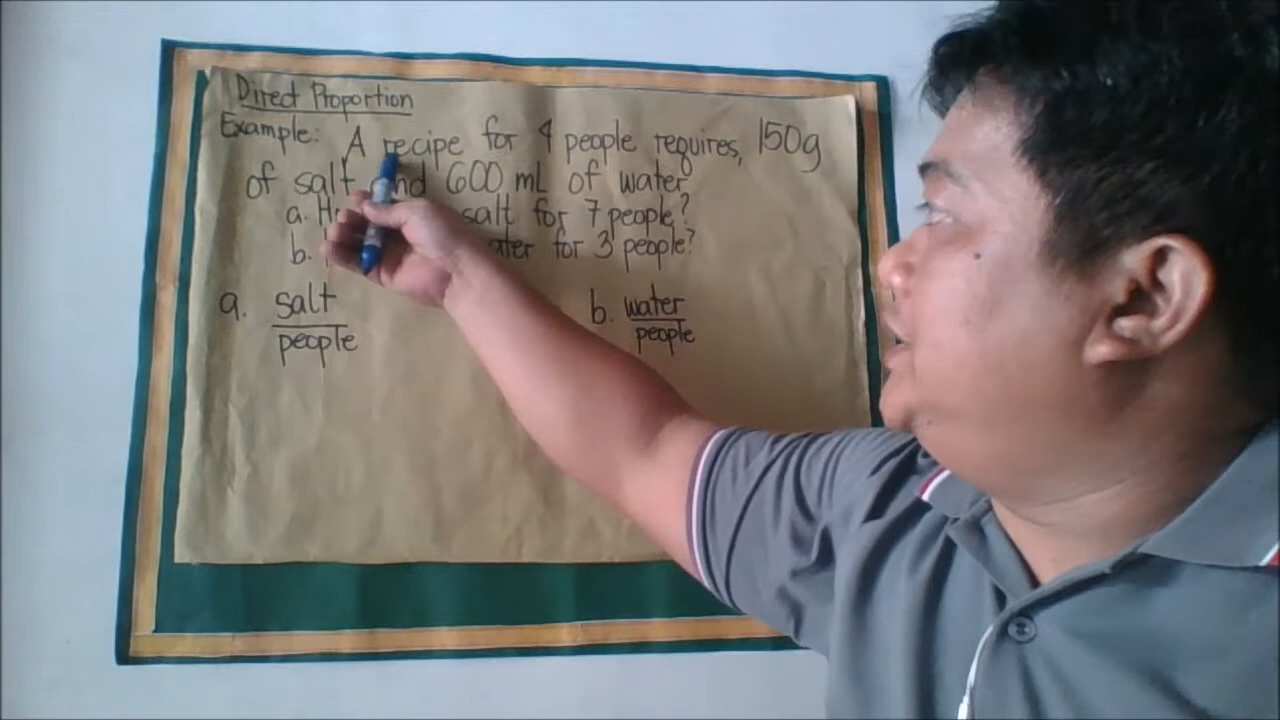 Direct Proportion
Example: A recipe for 4 people requires, 150g
of salt and 600 mL of water
a. salt for 7 people?
b. for 3 people?
a. salt
people
b. water
people